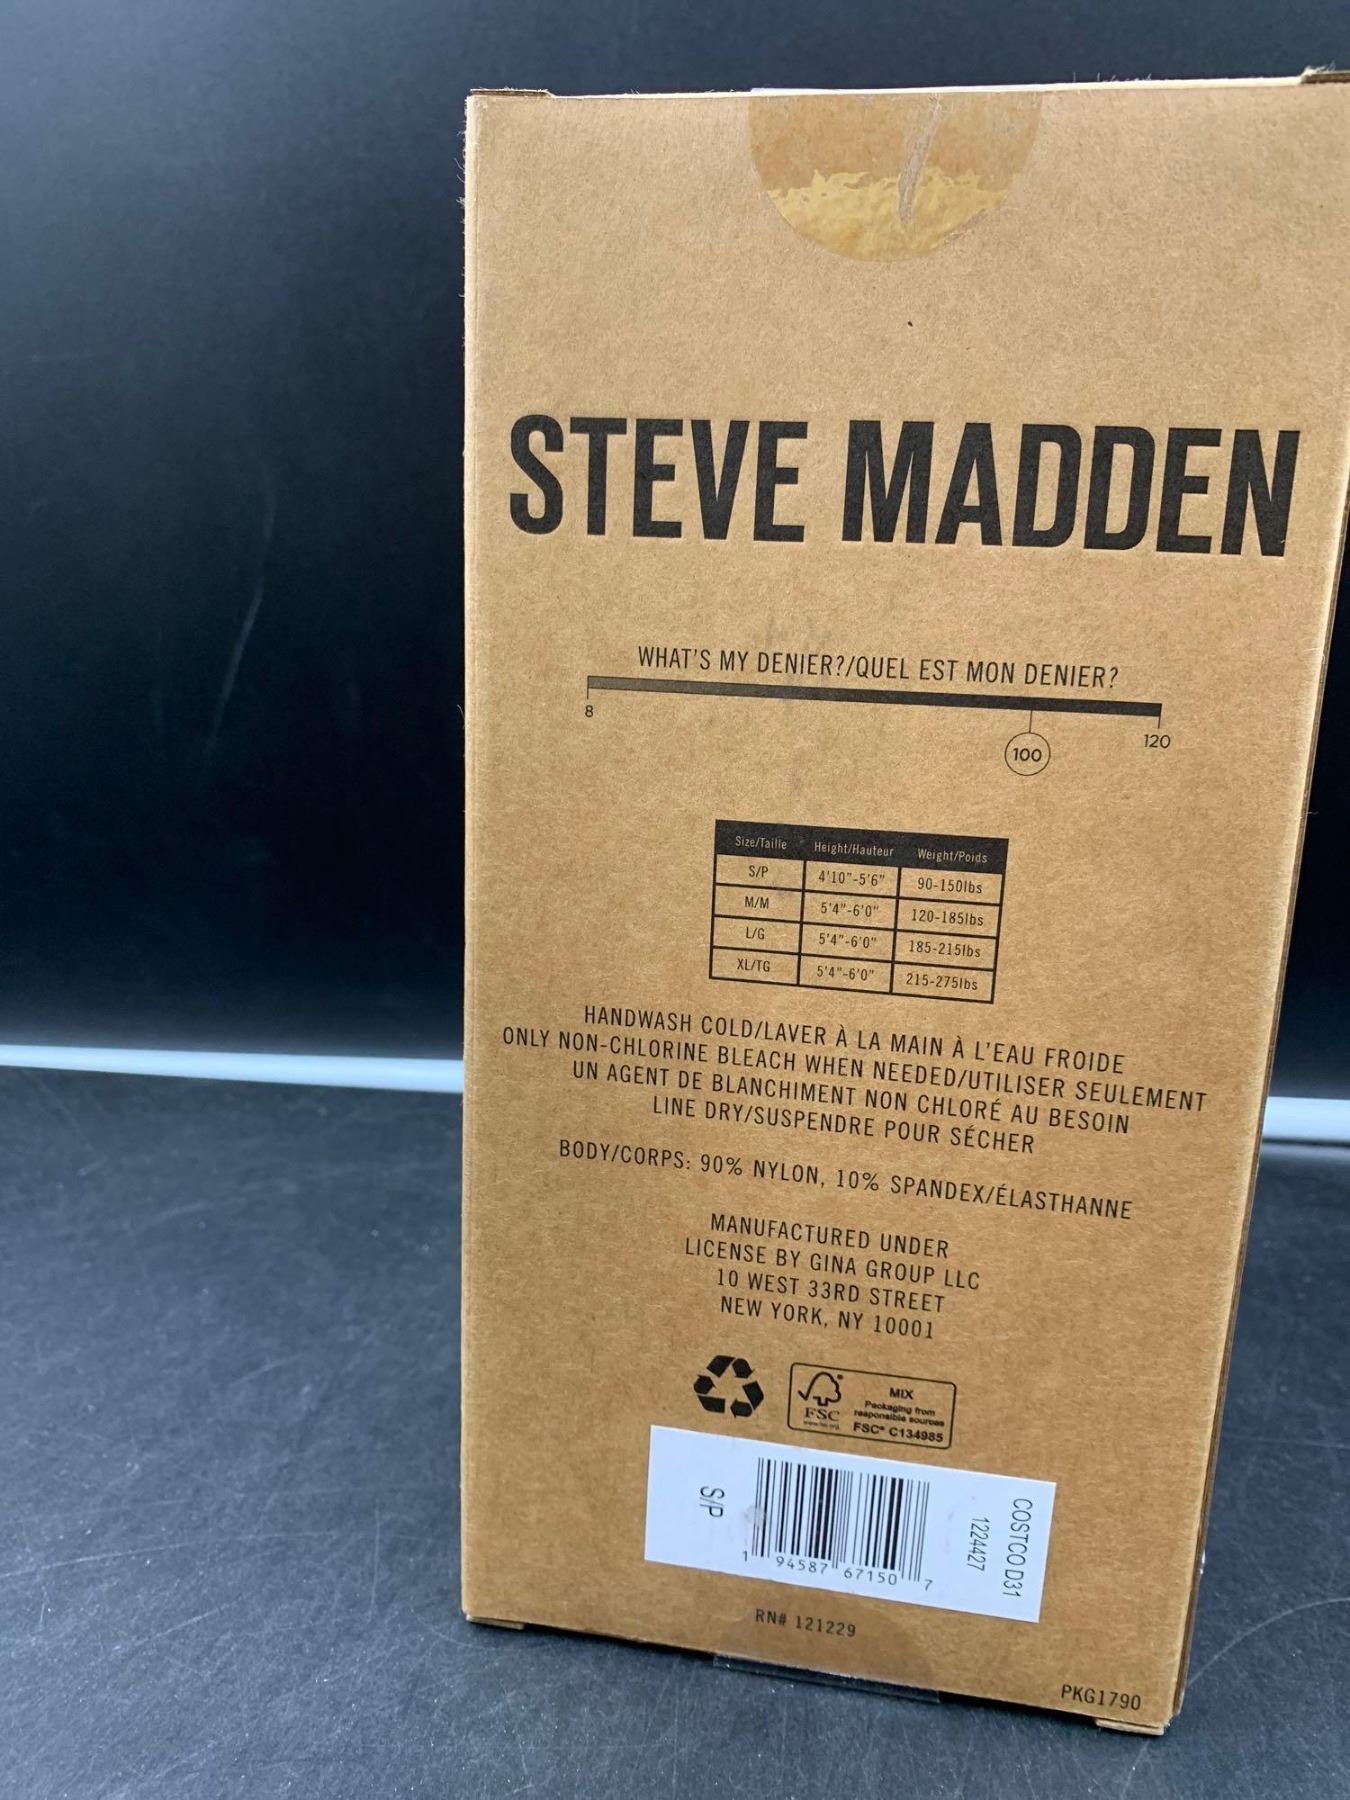 STEVE MADDEN
WHAT'S MY DENIER?/QUEL EST MON DENIER?
8
100
120
Size/Taille Height/Hauteur Weight/Poids
S/P 4'10"-5'6" 90-150lbs
M/M 5'4"-6'0" 120-185lbs
L/G 5'4"-6'0" 185-215lbs
XL/TG 5'4"-6'0" 215-275lbs
HANDWASH COLD/LAVER À LA MAIN À L'EAU FROIDE
ONLY NON-CHLORINE BLEACH WHEN NEEDED/UTILISER SEULEMENT
UN AGENT DE BLANCHIMENT NON CHLORÉ AU BESOIN
LINE DRY/SUSPENDRE POUR SÉCHER
BODY/CORPS: 90% NYLON, 10% SPANDEX/ÉLASTHANNE
MANUFACTURED UNDER
LICENSE BY GINA GROUP LLC
10 WEST 33RD STREET
NEW YORK, NY 10001
FSC
MIX
Packaging from
responsible sources
FSC® C134985
S/P
1 94587 67150 7
COSTCO D31
1224427
RN# 121229
PKG1790